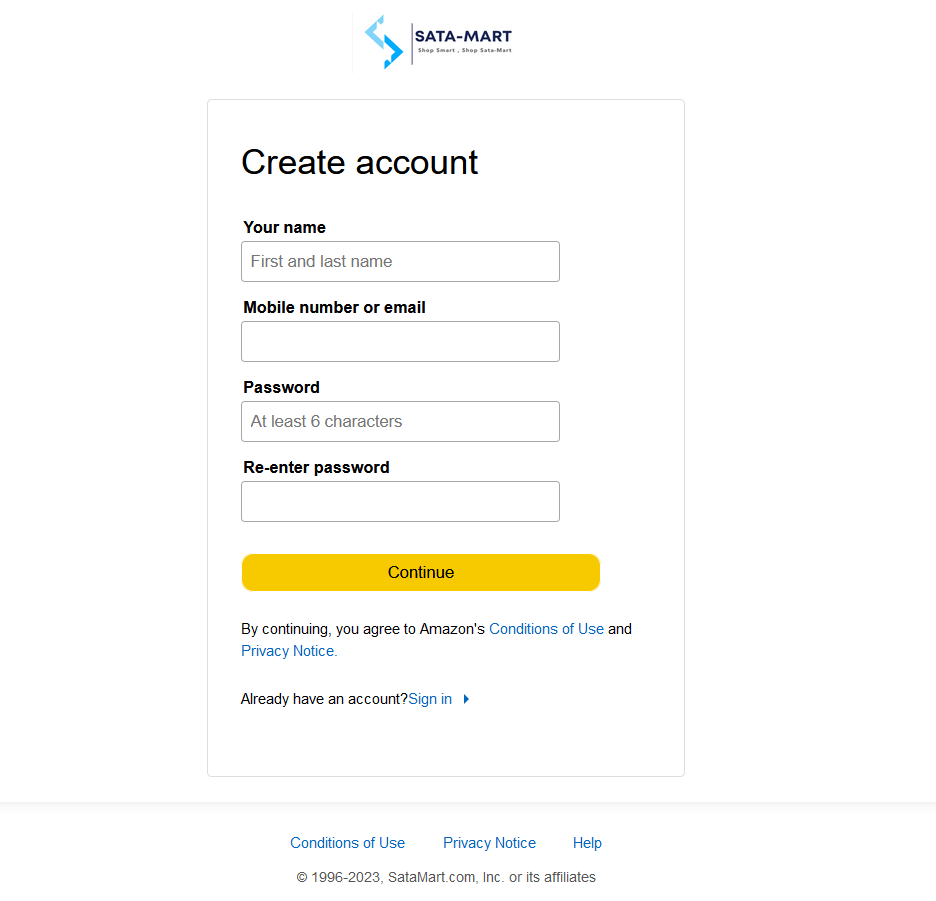 SATA-MART
Shop Smart , Shop Sata-Mart
Create account
Your name
First and last name
Mobile number or email
Password
At least 6 characters
Re-enter password
Continue
By continuing, you agree to Amazon's Conditions of Use and
Privacy Notice.
Already have an account?Sign in
Conditions of Use Privacy Notice Help
© 1996-2023, SataMart.com, Inc. or its affiliates